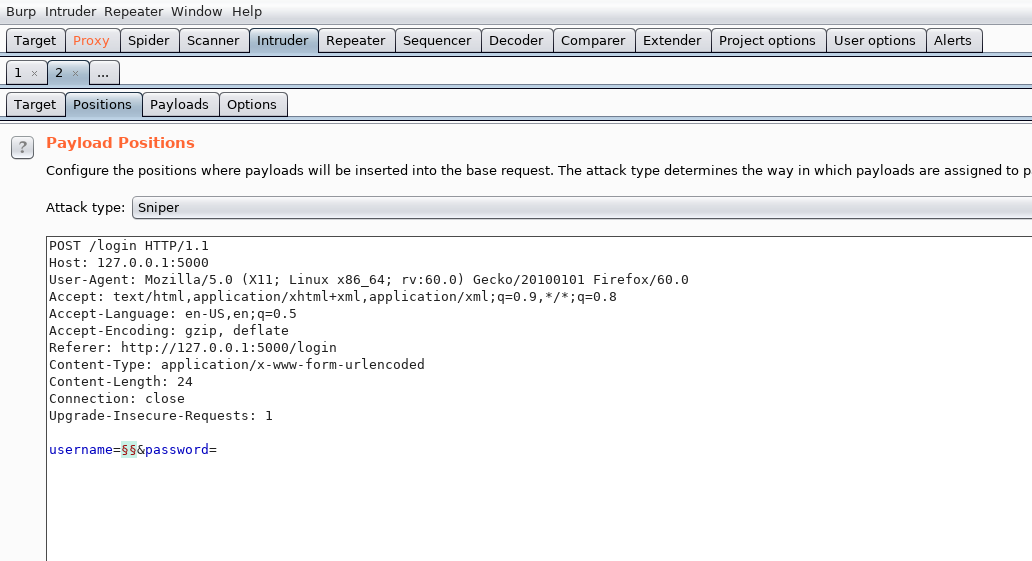 Burp Intruder Repeater Window Help
Target Proxy Spider Scanner Intruder Repeater Sequencer Decoder Comparer Extender Project options User options Alerts
1 × 2 × ...
Target Positions Payloads Options
? Payload Positions
Configure the positions where payloads will be inserted into the base request. The attack type determines the way in which payloads are assigned to p
Attack type: Sniper
POST /login HTTP/1.1
Host: 127.0.0.1:5000
User-Agent: Mozilla/5.0 (X11; Linux x86_64; rv:60.0) Gecko/20100101 Firefox/60.0
Accept: text/html,application/xhtml+xml,application/xml;q=0.9,*/*;q=0.8
Accept-Language: en-US,en;q=0.5
Accept-Encoding: gzip, deflate
Referer: http://127.0.0.1:5000/login
Content-Type: application/x-www-form-urlencoded
Content-Length: 24
Connection: close
Upgrade-Insecure-Requests: 1
username=§§&password=